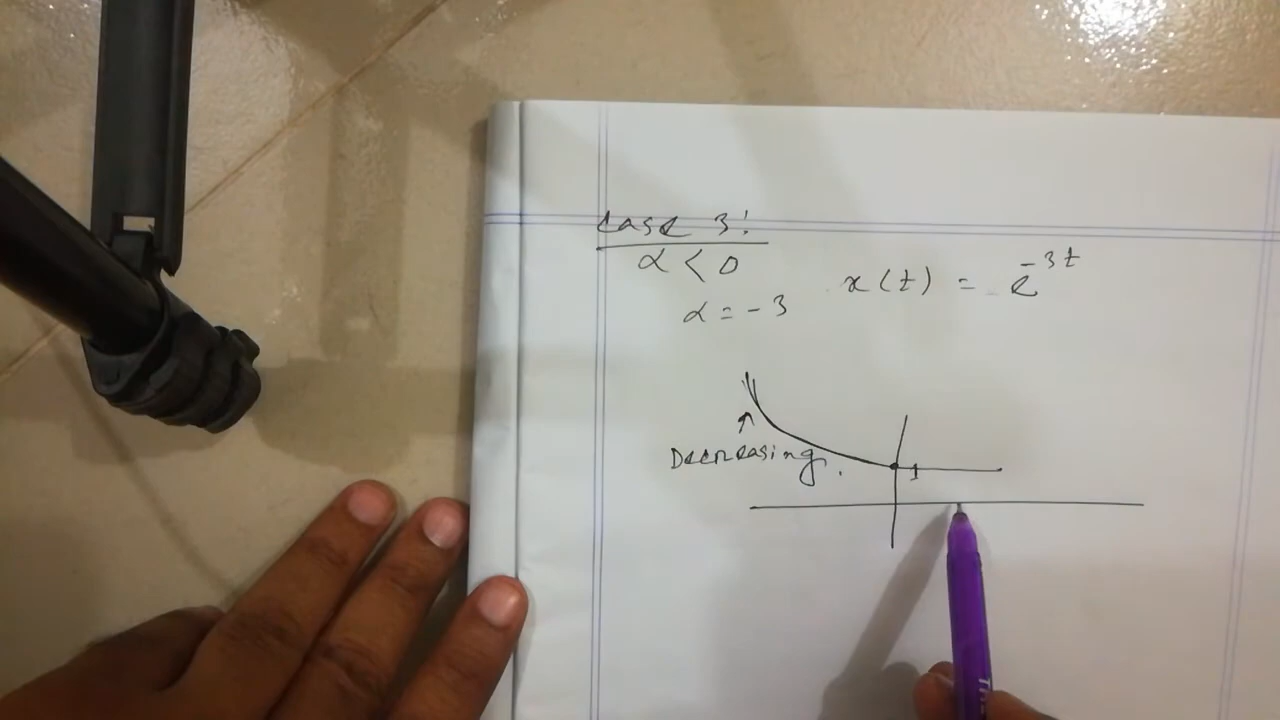 Case 3:
α < 0
α = -3
x(t) = e^{-3t}
Decreasing.
1